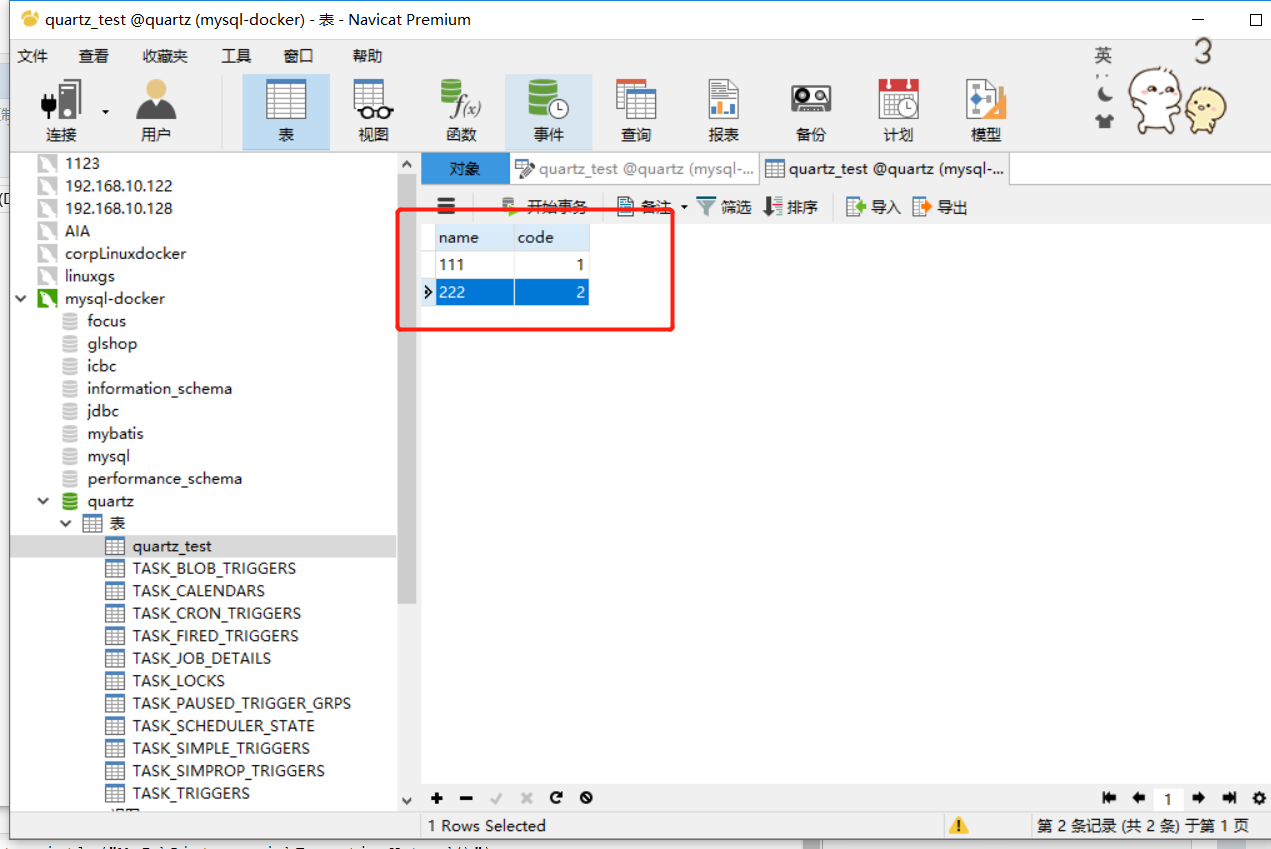 quartz_test @quartz (mysql-docker) - 表 - Navicat Premium
文件 查看 收藏夹 工具 窗口 帮助
英
3
连接 用户 表 视图 函数 事件 查询 报表 备份 计划 模型
对象 quartz_test @quartz (mysql-... quartz_test @quartz (mysql-...
开始事务 备注 筛选 排序 导入 导出
name code
111 1
222 2
1123
192.168.10.122
192.168.10.128
AIA
corpLinuxdocker
linuxgs
mysql-docker
focus
glshop
icbc
information_schema
jdbc
mybatis
mysql
performance_schema
quartz
表
quartz_test
TASK_BLOB_TRIGGERS
TASK_CALENDARS
TASK_CRON_TRIGGERS
TASK_FIRED_TRIGGERS
TASK_JOB_DETAILS
TASK_LOCKS
TASK_PAUSED_TRIGGER_GRPS
TASK_SCHEDULER_STATE
TASK_SIMPLE_TRIGGERS
TASK_SIMPROP_TRIGGERS
TASK_TRIGGERS
1
1 Rows Selected
第 2 条记录 (共 2 条) 于第 1 页